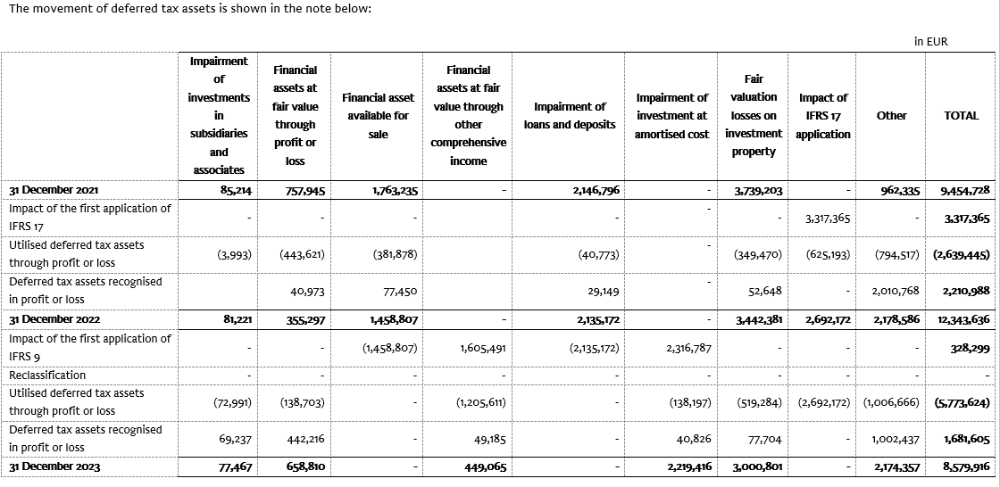 The movement of deferred tax assets is shown in the note below:
in EUR
Impairment of investments in subsidiaries and associates | Financial assets at fair value through profit or loss | Financial asset available for sale | Financial assets at fair value through other comprehensive income | Impairment of loans and deposits | Impairment of investment at amortised cost | Fair valuation losses on investment property | Impact of IFRS 17 application | Other | TOTAL
31 December 2021 85,214 757,945 1,763,235 - 2,146,796 - 3,739,203 - 962,335 9,454,728
Impact of the first application of
IFRS 17 - - - - - - 3,317,365 - 3,317,365
Utilised deferred tax assets
through profit or loss (3,993) (443,621) (381,878) (40,773) - (349,470) (625,193) (794,517) (2,639,445)
Deferred tax assets recognised
in profit or loss 40,973 77,450 29,149 - 52,648 - 2,010,768 2,210,988
31 December 2022 81,221 355,297 1,458,807 - 2,135,172 - 3,442,381 2,692,172 2,178,586 12,343,636
Impact of the first application of
IFRS 9 - - (1,458,807) 1,605,491 (2,135,172) 2,316,787 - - - 328,299
Reclassification - - - - - - - - - -
Utilised deferred tax assets
through profit or loss (72,991) (138,703) - (1,205,611) - (138,197) (519,284) (2,692,172) (1,006,666) (5,773,624)
Deferred tax assets recognised
in profit or loss 69,237 442,216 - 49,185 - 40,826 77,704 - 1,002,437 1,681,605
31 December 2023 77,467 658,810 - 449,065 - 2,219,416 3,000,801 - 2,174,357 8,579,916